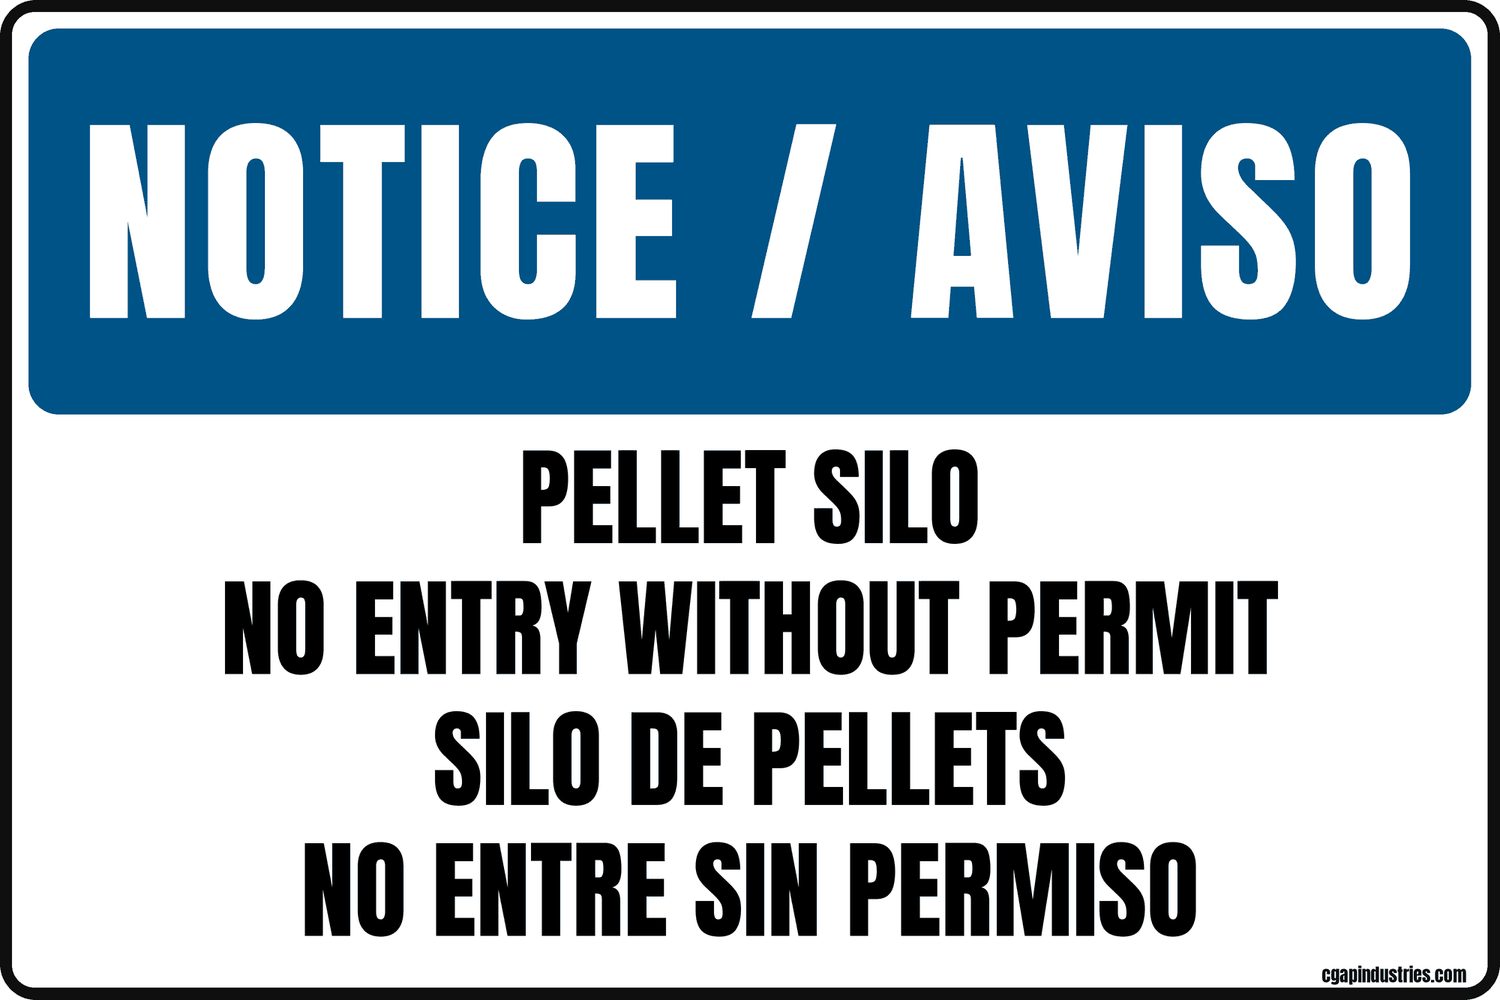 NOTICE / AVISO
PELLET SILO
NO ENTRY WITHOUT PERMIT
SILO DE PELLETS
NO ENTRE SIN PERMISO
cgapindustries.com